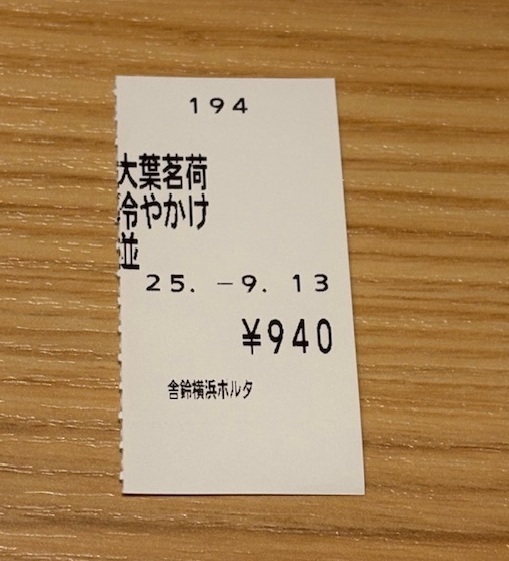 194
大葉茗荷
冷やかけ
並
25. -9. 13
¥940
舎鈴横浜ポルタ